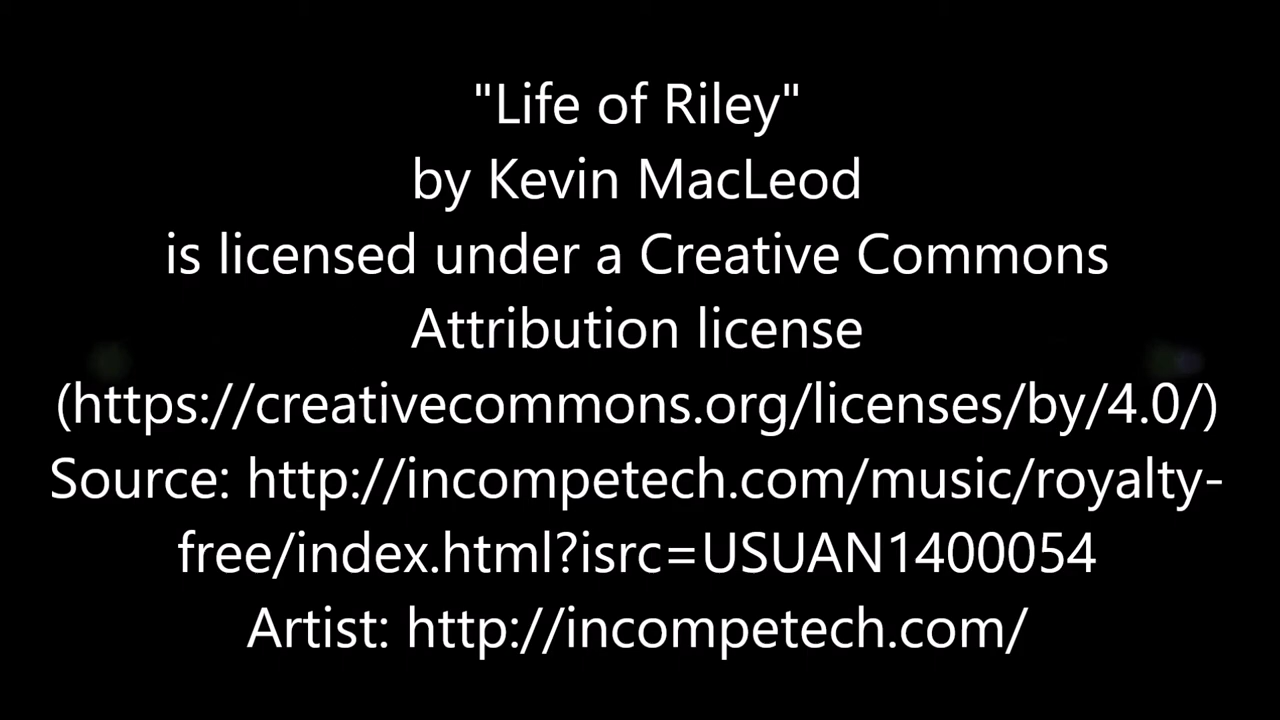 "Life of Riley"
by Kevin MacLeod
is licensed under a Creative Commons
Attribution license
(https://creativecommons.org/licenses/by/4.0/)
Source: http://incompetech.com/music/royalty-
free/index.html?isrc=USUAN1400054
Artist: http://incompetech.com/